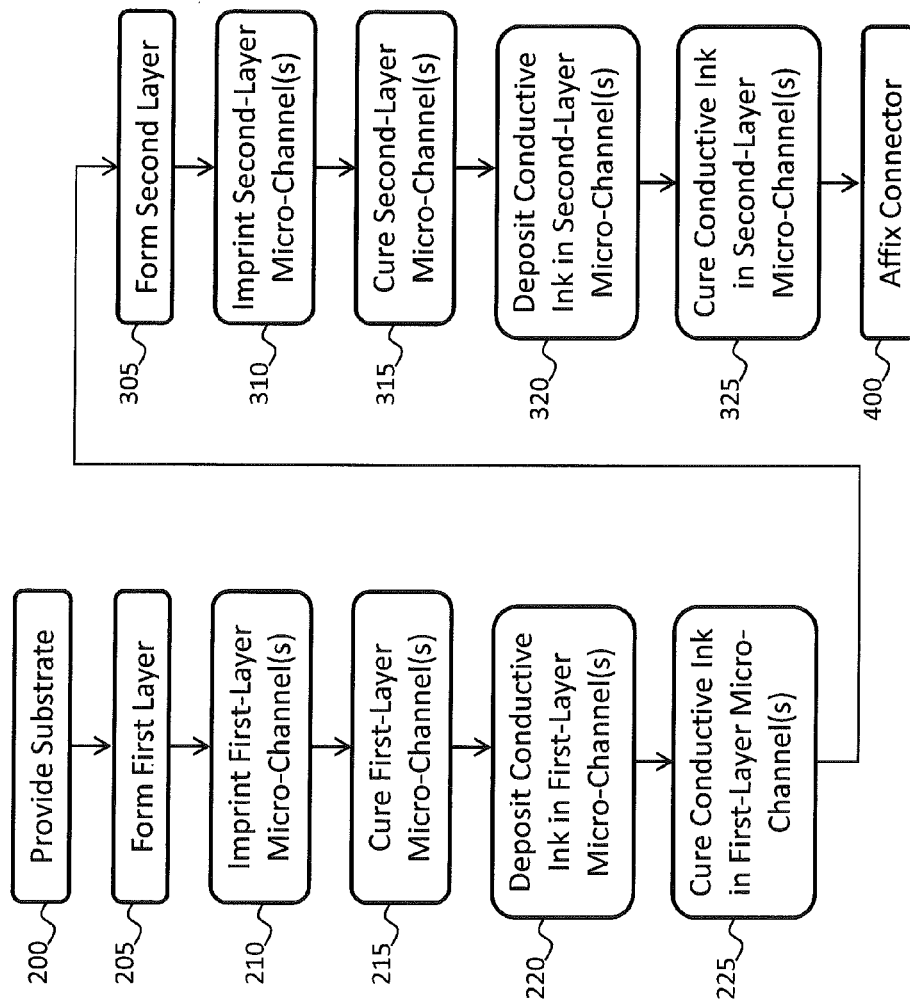 200
Provide Substrate
205
Form First Layer
210
Imprint First-Layer
Micro-Channel(s)
215
Cure First-Layer
Micro-Channel(s)
220
Deposit Conductive
Ink in First-Layer
Micro-Channel(s)
225
Cure Conductive Ink
in First-Layer Micro-
Channel(s)
305
Form Second Layer
310
Imprint Second-Layer
Micro-Channel(s)
315
Cure Second-Layer
Micro-Channel(s)
320
Deposit Conductive
Ink in Second-Layer
Micro-Channel(s)
325
Cure Conductive Ink
in Second-Layer
Micro-Channel(s)
400
Affix Connector